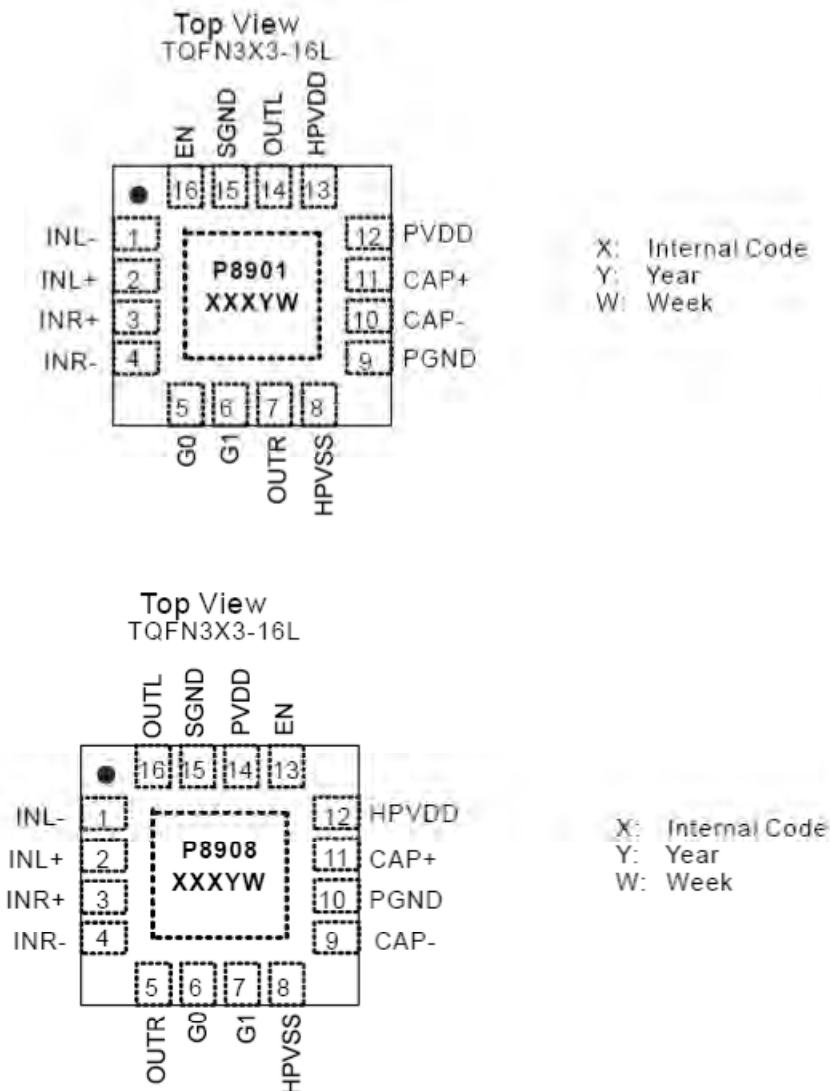 Top View
TQFN3X3-16L
EN
SGND
OUTL
HPVDD
16 15 14 13
INL- 1 12 PVDD
INL+ 2 P8901 11 CAP+
INR+ 3 XXXYW 10 CAP-
INR- 4 9 PGND
5 6 7 8
G0
G1
OUTR
HPVSS
X: Internal Code
Y: Year
W: Week
Top View
TQFN3X3-16L
OUTL
SGND
PVDD
EN
16 15 14 13
INL- 1 12 HPVDD
INL+ 2 P8908 11 CAP+
INR+ 3 XXXYW 10 PGND
INR- 4 9 CAP-
5 6 7 8
OUTR
G0
G1
HPVSS
X: Internal Code
Y: Year
W: Week